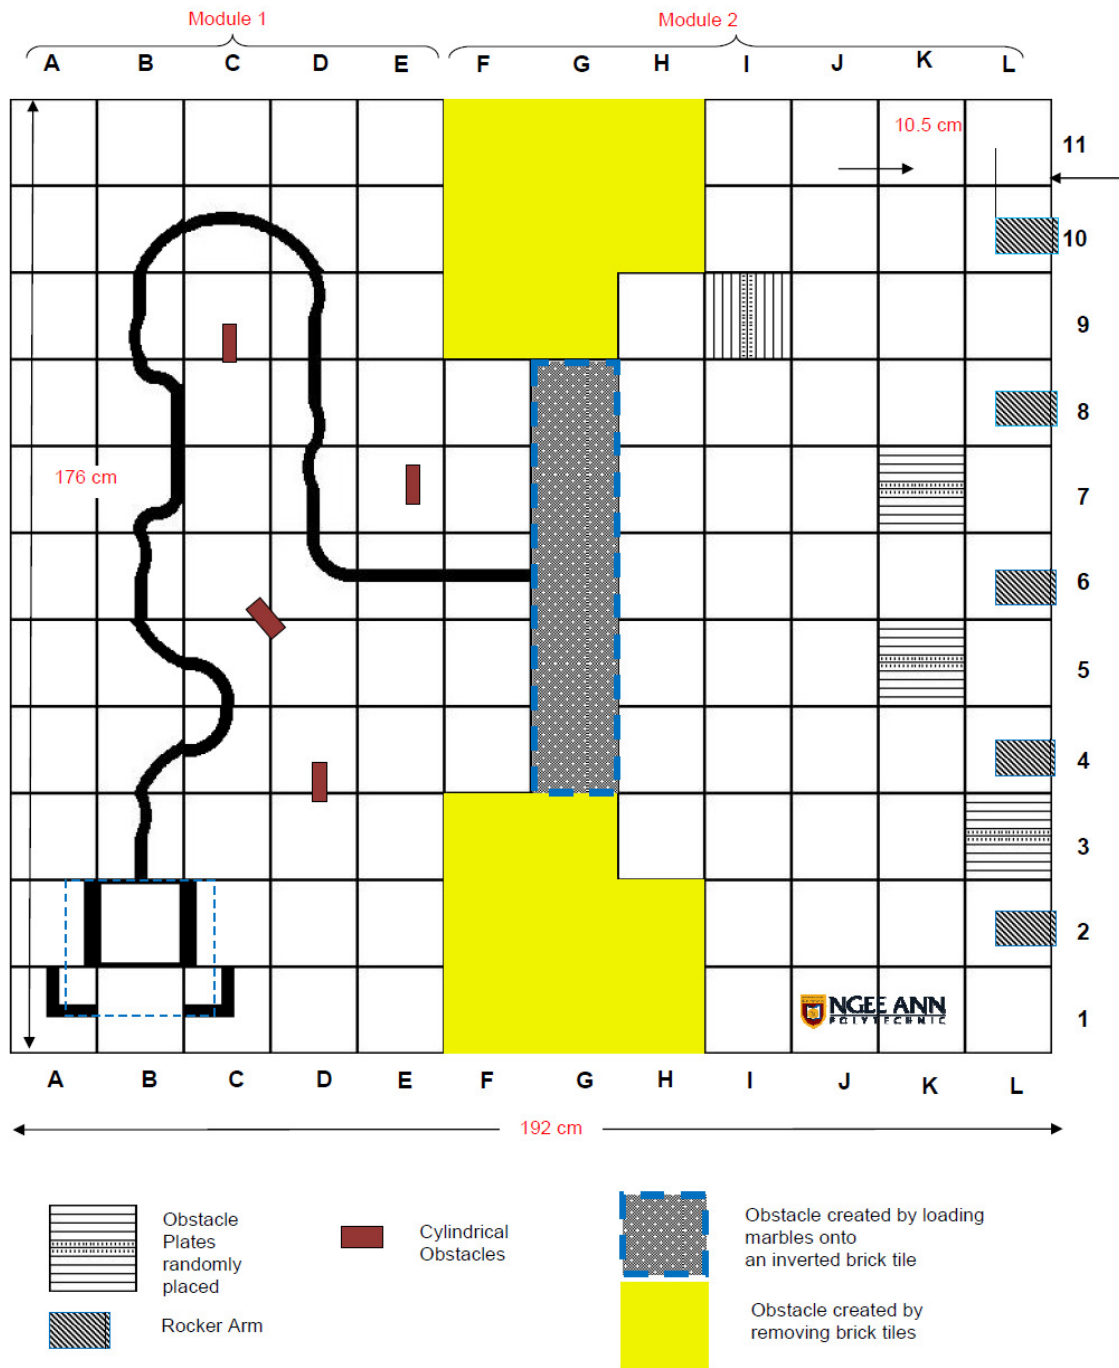 Module 1
Module 2
A B C D E F G H I J K L
10.5 cm
11
10
9
8
176 cm
7
6
5
4
3
2
NGEE ANN
POLYTECHNIC
1
A B C D E F G H I J K L
192 cm
Obstacle
Plates
randomly
placed
Cylindrical
Obstacles
Obstacle created by loading
marbles onto
an inverted brick tile
Rocker Arm
Obstacle created by
removing brick tiles